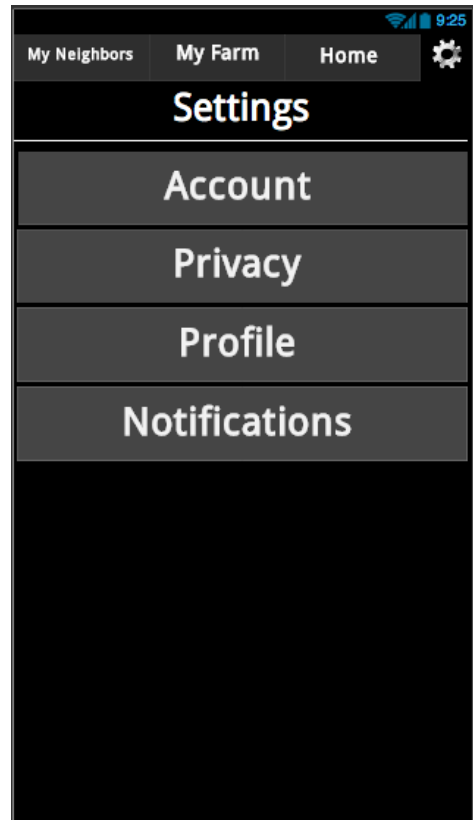 9:25
My Neighbors My Farm Home
Settings
Account
Privacy
Profile
Notifications